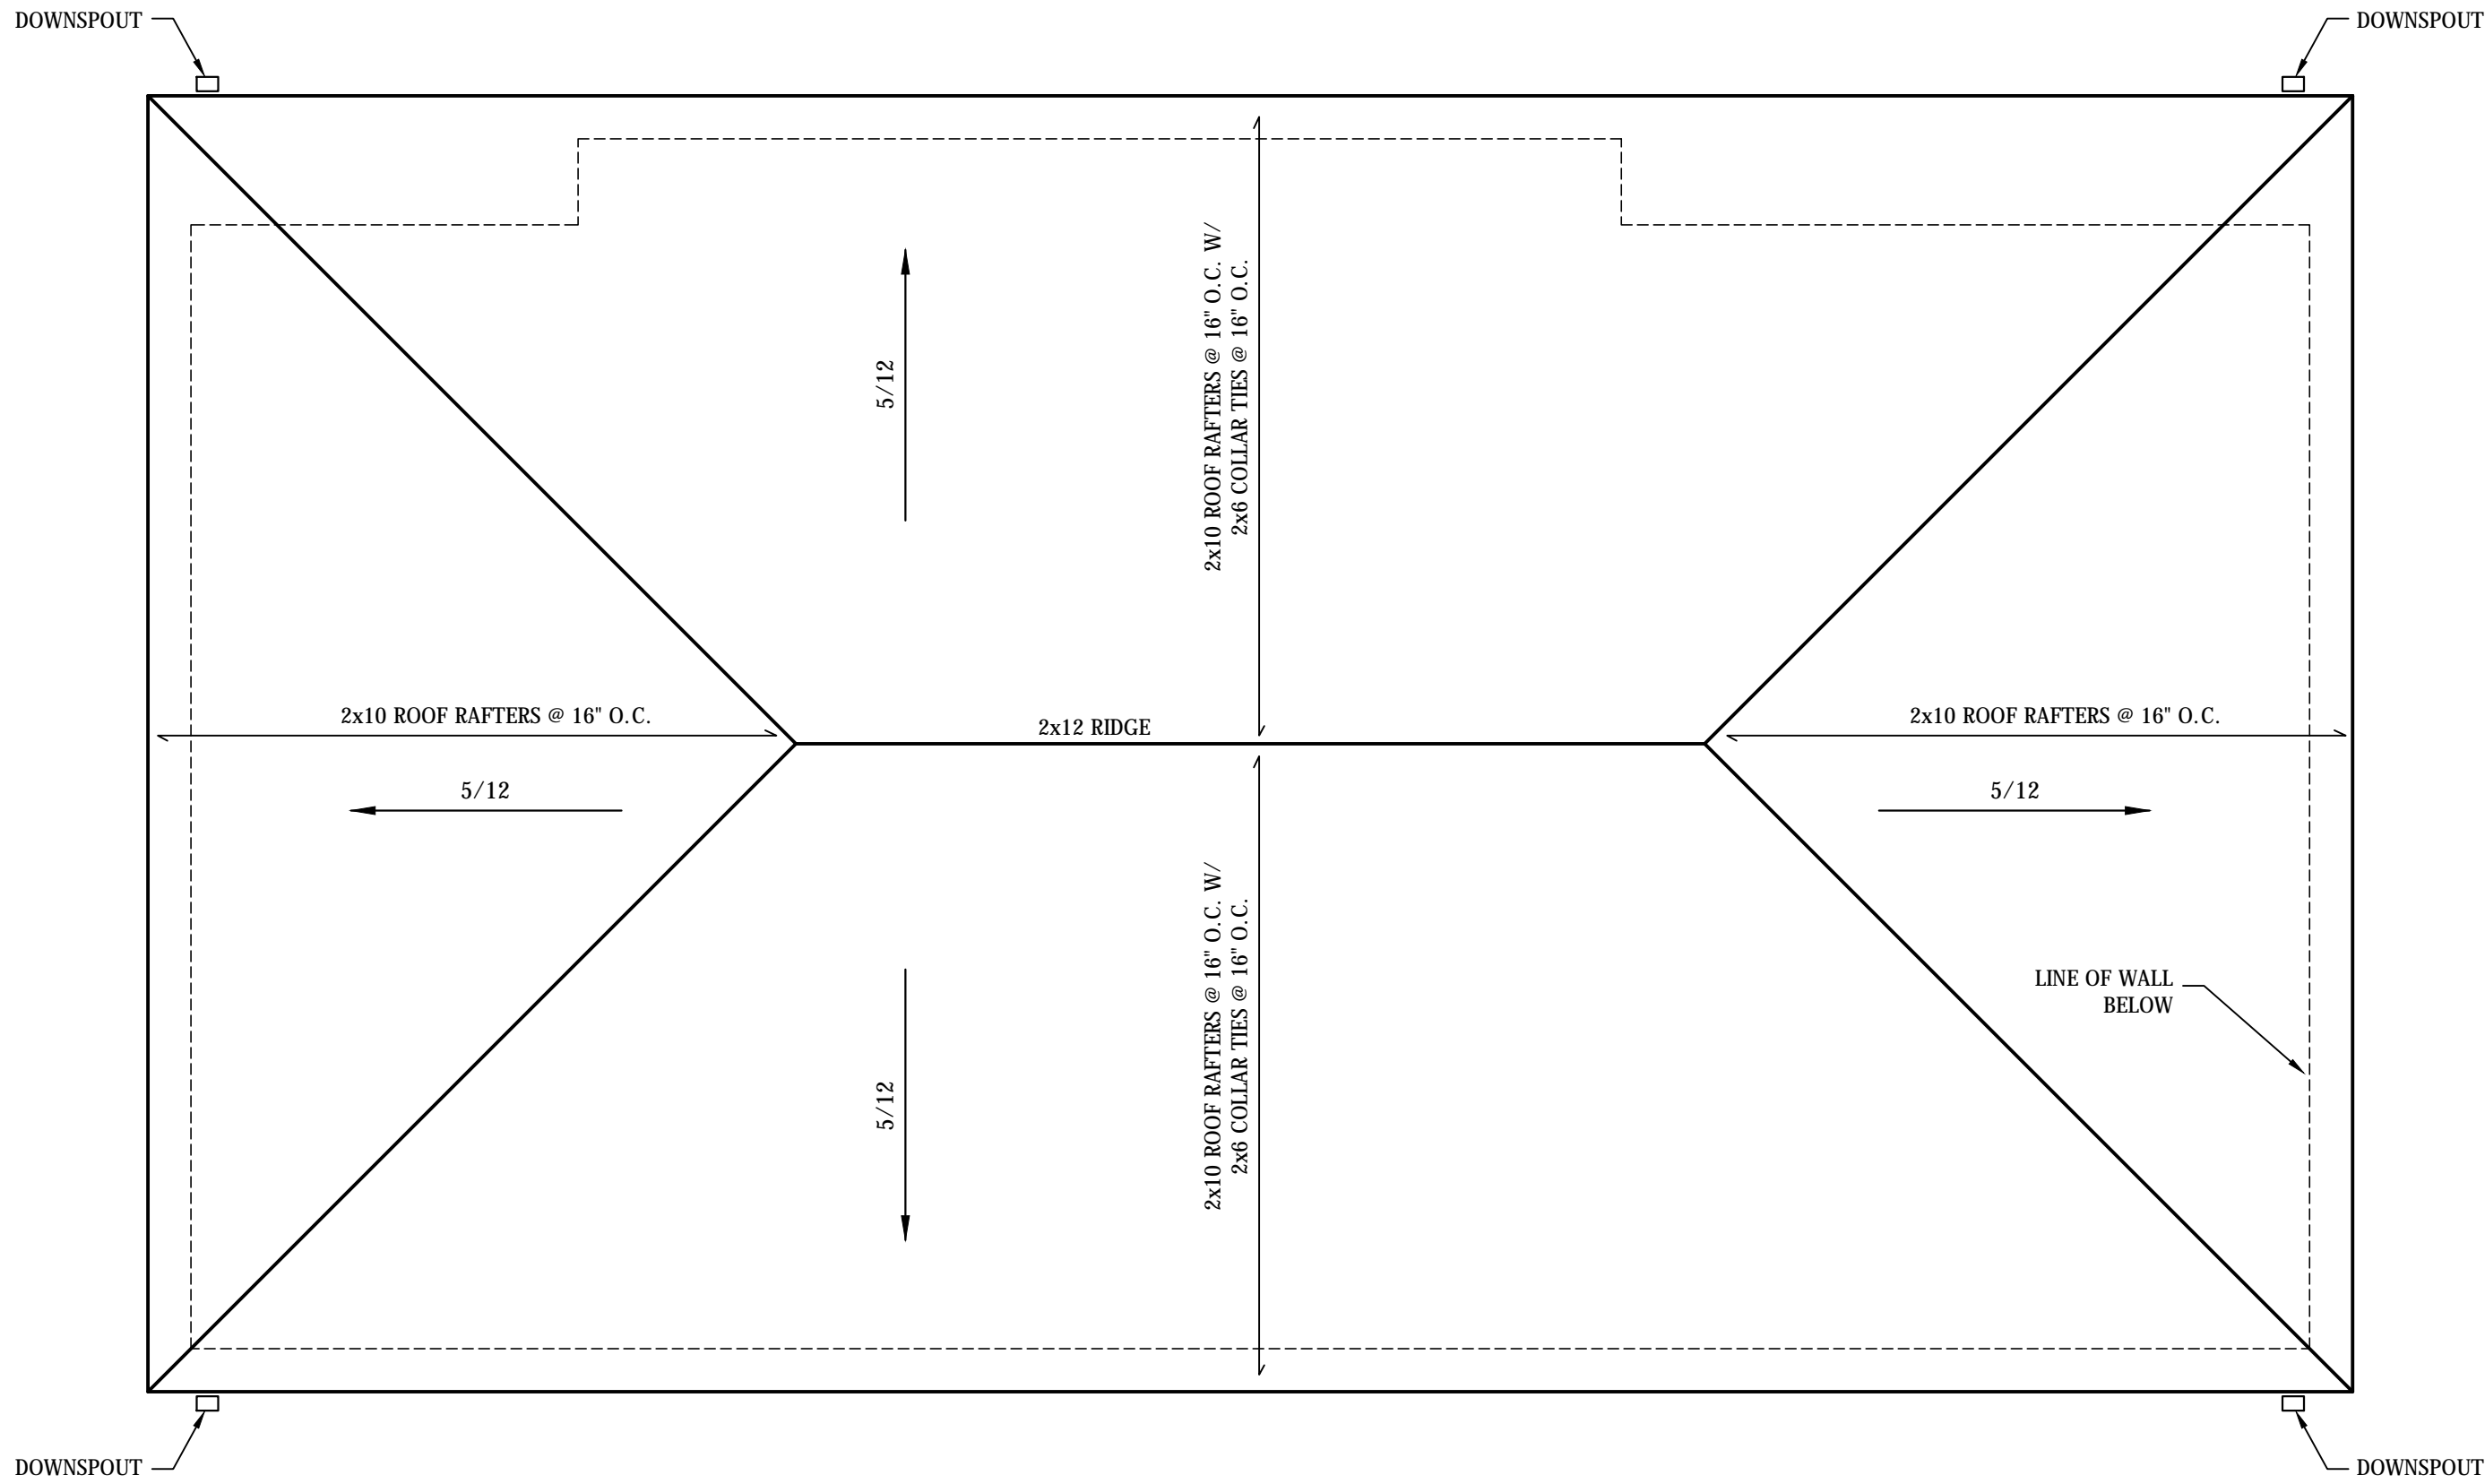 DOWNSPOUT
DOWNSPOUT
2x10 ROOF RAFTERS @ 16" O.C. W/
2x6 COLLAR TIES @ 16" O.C.
5/12
2x10 ROOF RAFTERS @ 16" O.C.
2x12 RIDGE
2x10 ROOF RAFTERS @ 16" O.C.
5/12
5/12
2x10 ROOF RAFTERS @ 16" O.C. W/
2x6 COLLAR TIES @ 16" O.C.
5/12
LINE OF WALL
BELOW
DOWNSPOUT
DOWNSPOUT